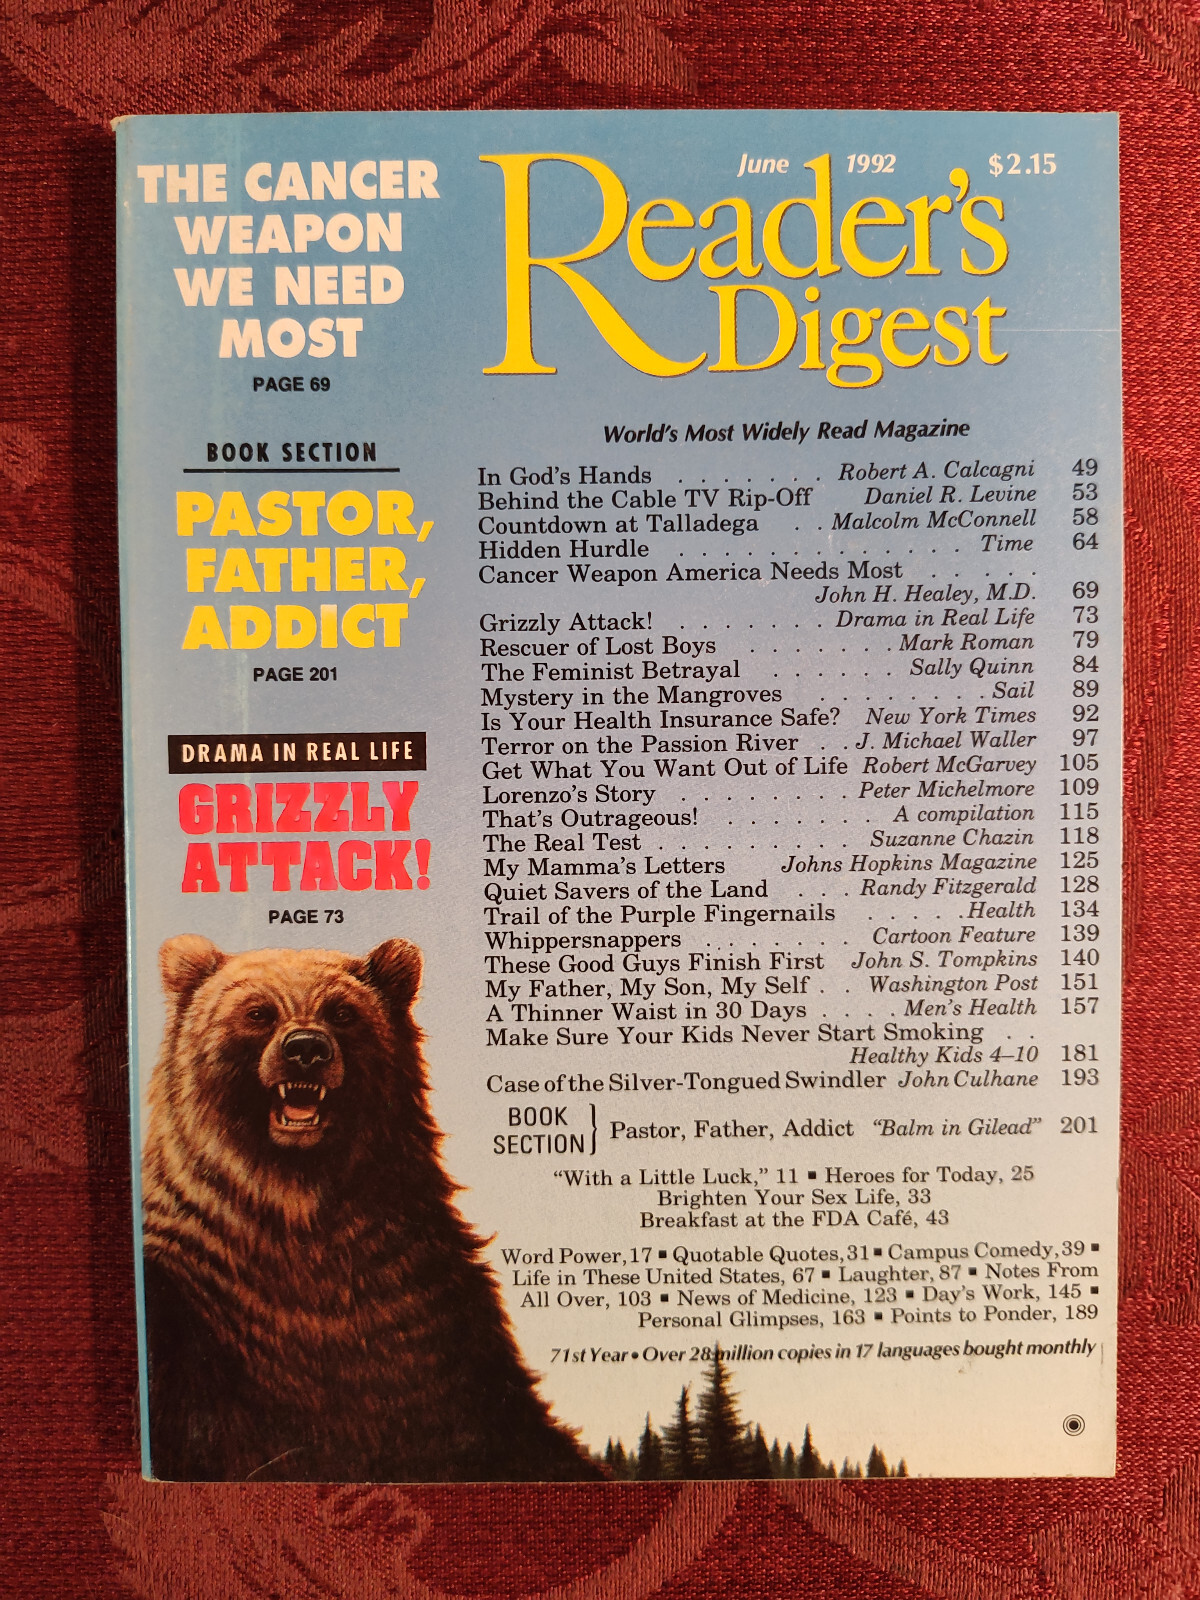 THE CANCER
WEAPON
WE NEED
MOST
PAGE 69
BOOK SECTION
PASTOR,
FATHER,
ADDICT
PAGE 201
DRAMA IN REAL LIFE
GRIZZLY
ATTACK!
PAGE 73
June 1992 $2.15
Reader's
Digest
World's Most Widely Read Magazine
In God's Hands . . . . . . . Robert A. Calcagni 49
Behind the Cable TV Rip-Off Daniel R. Levine 53
Countdown at Talladega . . Malcolm McConnell 58
Hidden Hurdle . . . . . . . . . . . . . Time 64
Cancer Weapon America Needs Most . . . . .
John H. Healey, M.D. 69
Grizzly Attack! . . . . . . . Drama in Real Life 73
Rescuer of Lost Boys . . . . . . . Mark Roman 79
The Feminist Betrayal . . . . . . Sally Quinn 84
Mystery in the Mangroves . . . . . . . . Sail 89
Is Your Health Insurance Safe? New York Times 92
Terror on the Passion River . . J. Michael Waller 97
Get What You Want Out of Life Robert McGarvey 105
Lorenzo's Story . . . . . . . . Peter Michelmore 109
That's Outrageous! . . . . . . . A compilation 115
The Real Test . . . . . . . . . Suzanne Chazin 118
My Mamma's Letters Johns Hopkins Magazine 125
Quiet Savers of the Land . . . Randy Fitzgerald 128
Trail of the Purple Fingernails . . . . . Health 134
Whippersnappers . . . . . . . Cartoon Feature 139
These Good Guys Finish First John S. Tompkins 140
My Father, My Son, My Self . . Washington Post 151
A Thinner Waist in 30 Days . . . . Men's Health 157
Make Sure Your Kids Never Start Smoking . .
Healthy Kids 4–10 181
Case of the Silver-Tongued Swindler John Culhane 193
BOOK
SECTION } Pastor, Father, Addict "Balm in Gilead" 201
"With a Little Luck," 11 ▪ Heroes for Today, 25
Brighten Your Sex Life, 33
Breakfast at the FDA Café, 43
Word Power, 17 ▪ Quotable Quotes, 31 ▪ Campus Comedy, 39 ▪
Life in These United States, 67 ▪ Laughter, 87 ▪ Notes From
All Over, 103 ▪ News of Medicine, 123 ▪ Day's Work, 145 ▪
Personal Glimpses, 163 ▪ Points to Ponder, 189
71st Year • Over 28 million copies in 17 languages bought monthly